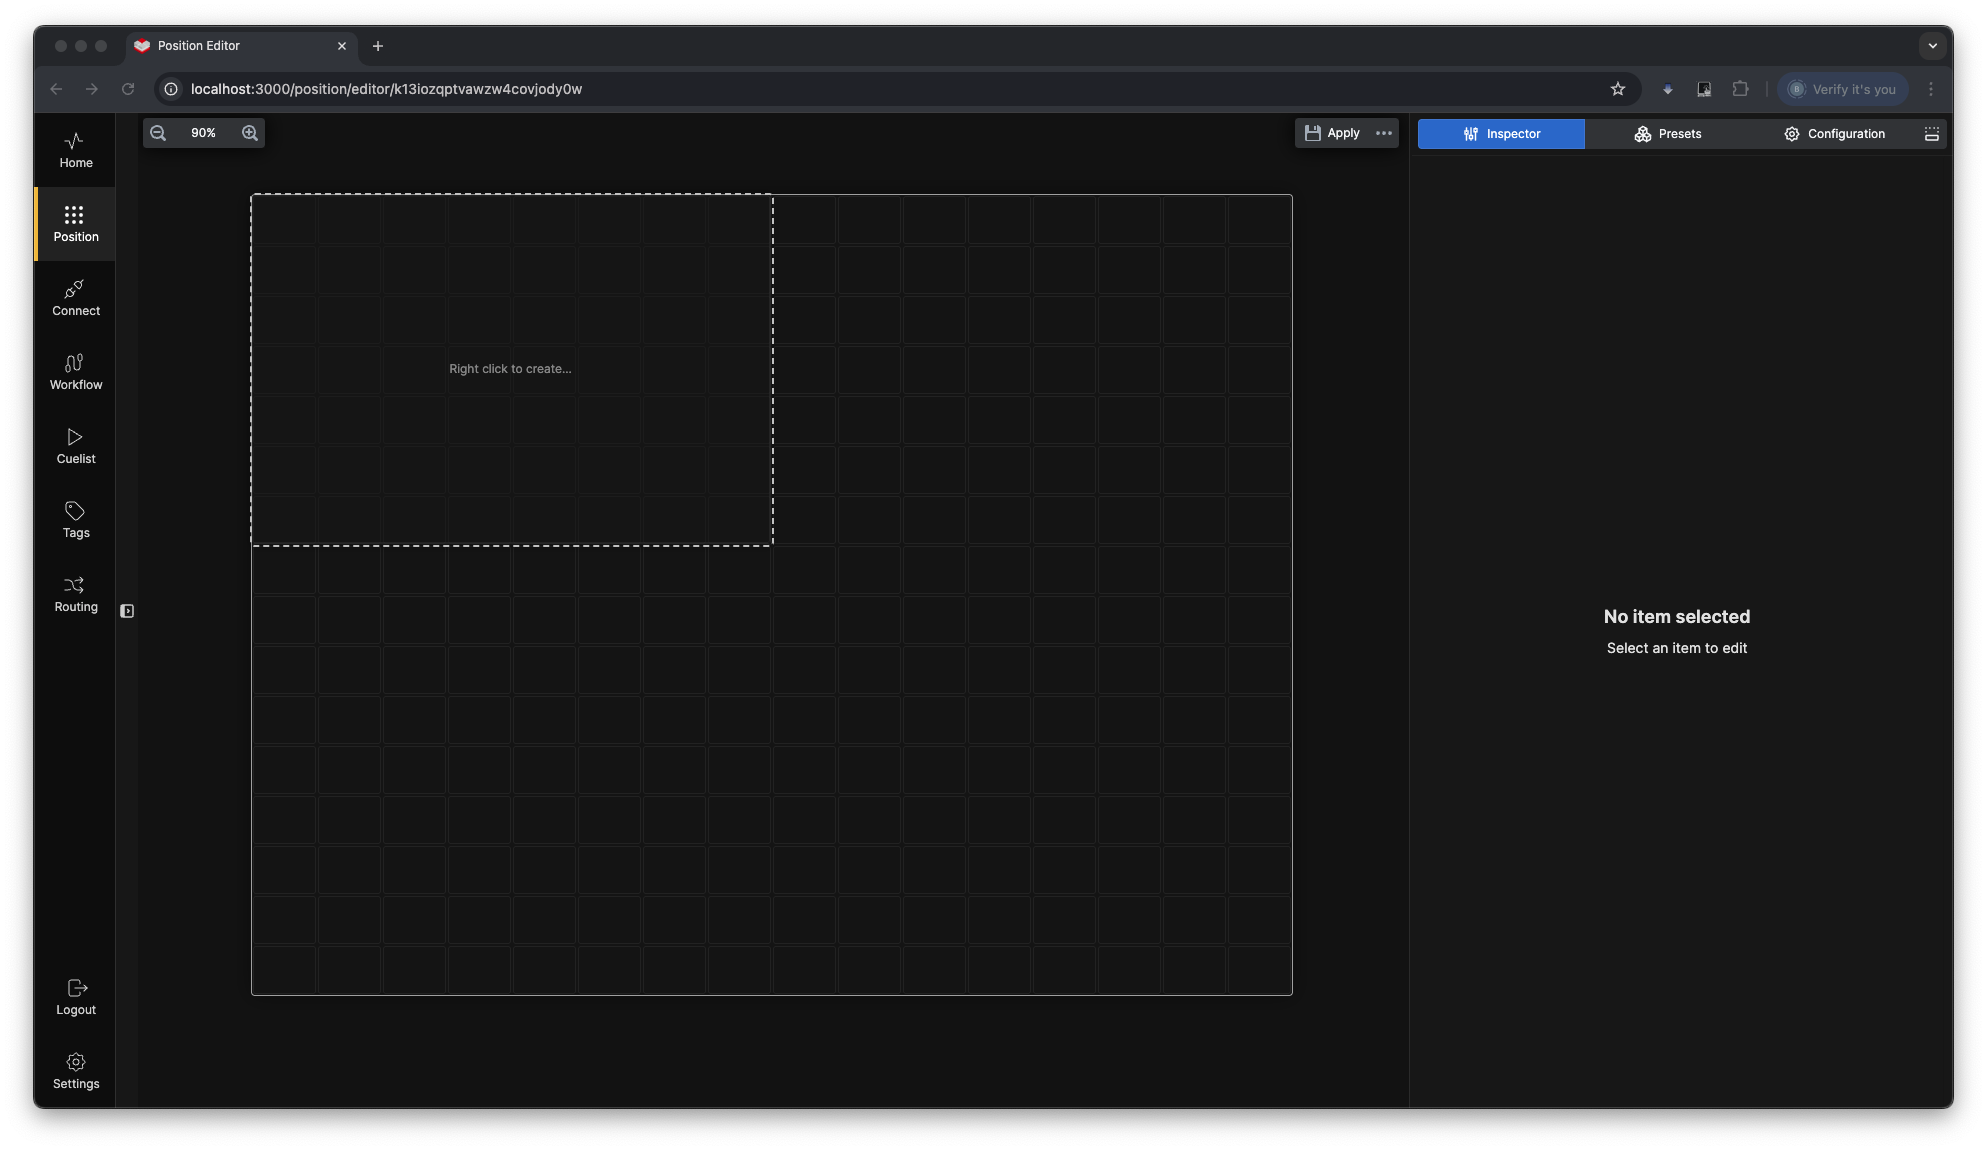 Position Editor
localhost:3000/position/editor/k13iozqptvawzw4covjody0w
Verify it's you
Home
Position
Connect
Workflow
Cuelist
Tags
Routing
Logout
Settings
90%
Apply
Right click to create...
Inspector
Presets
Configuration
No item selected
Select an item to edit